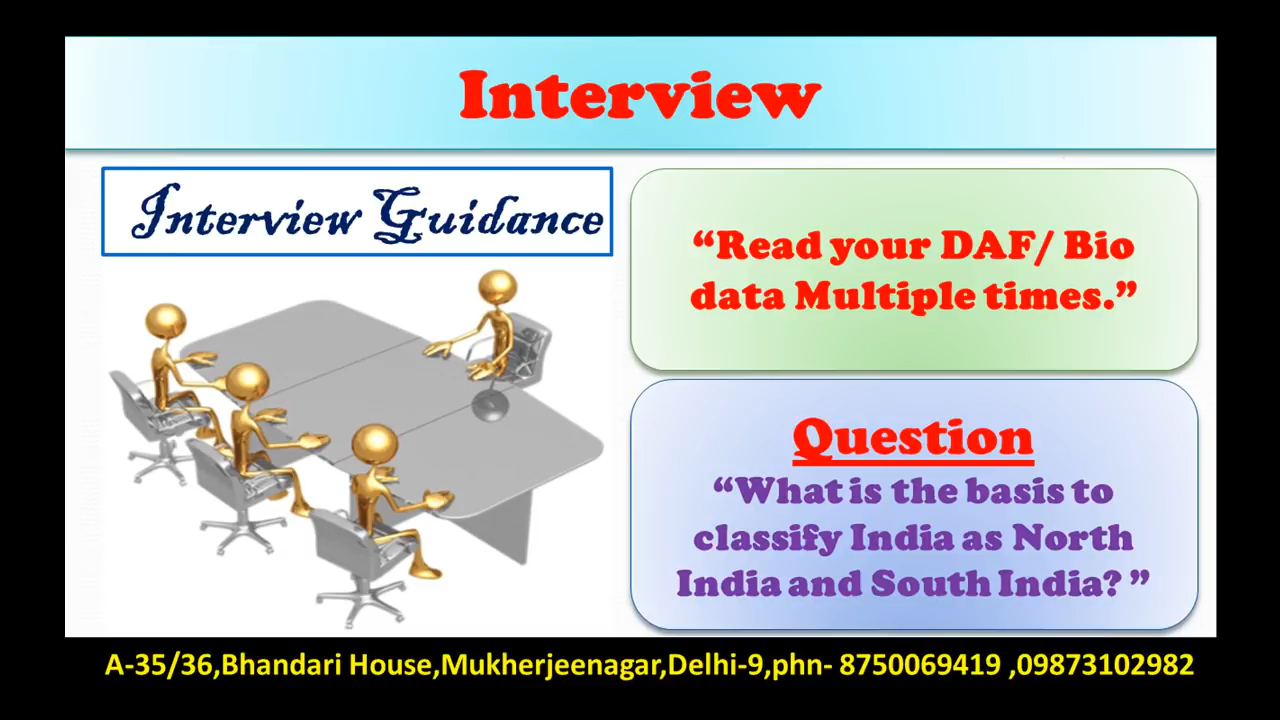 Interview
Interview Guidance
“Read your DAF/ Bio
data Multiple times.”
Question
“What is the basis to
classify India as North
India and South India? ”
A-35/36,Bhandari House,Mukherjeenagar,Delhi-9,phn- 8750069419 ,09873102982